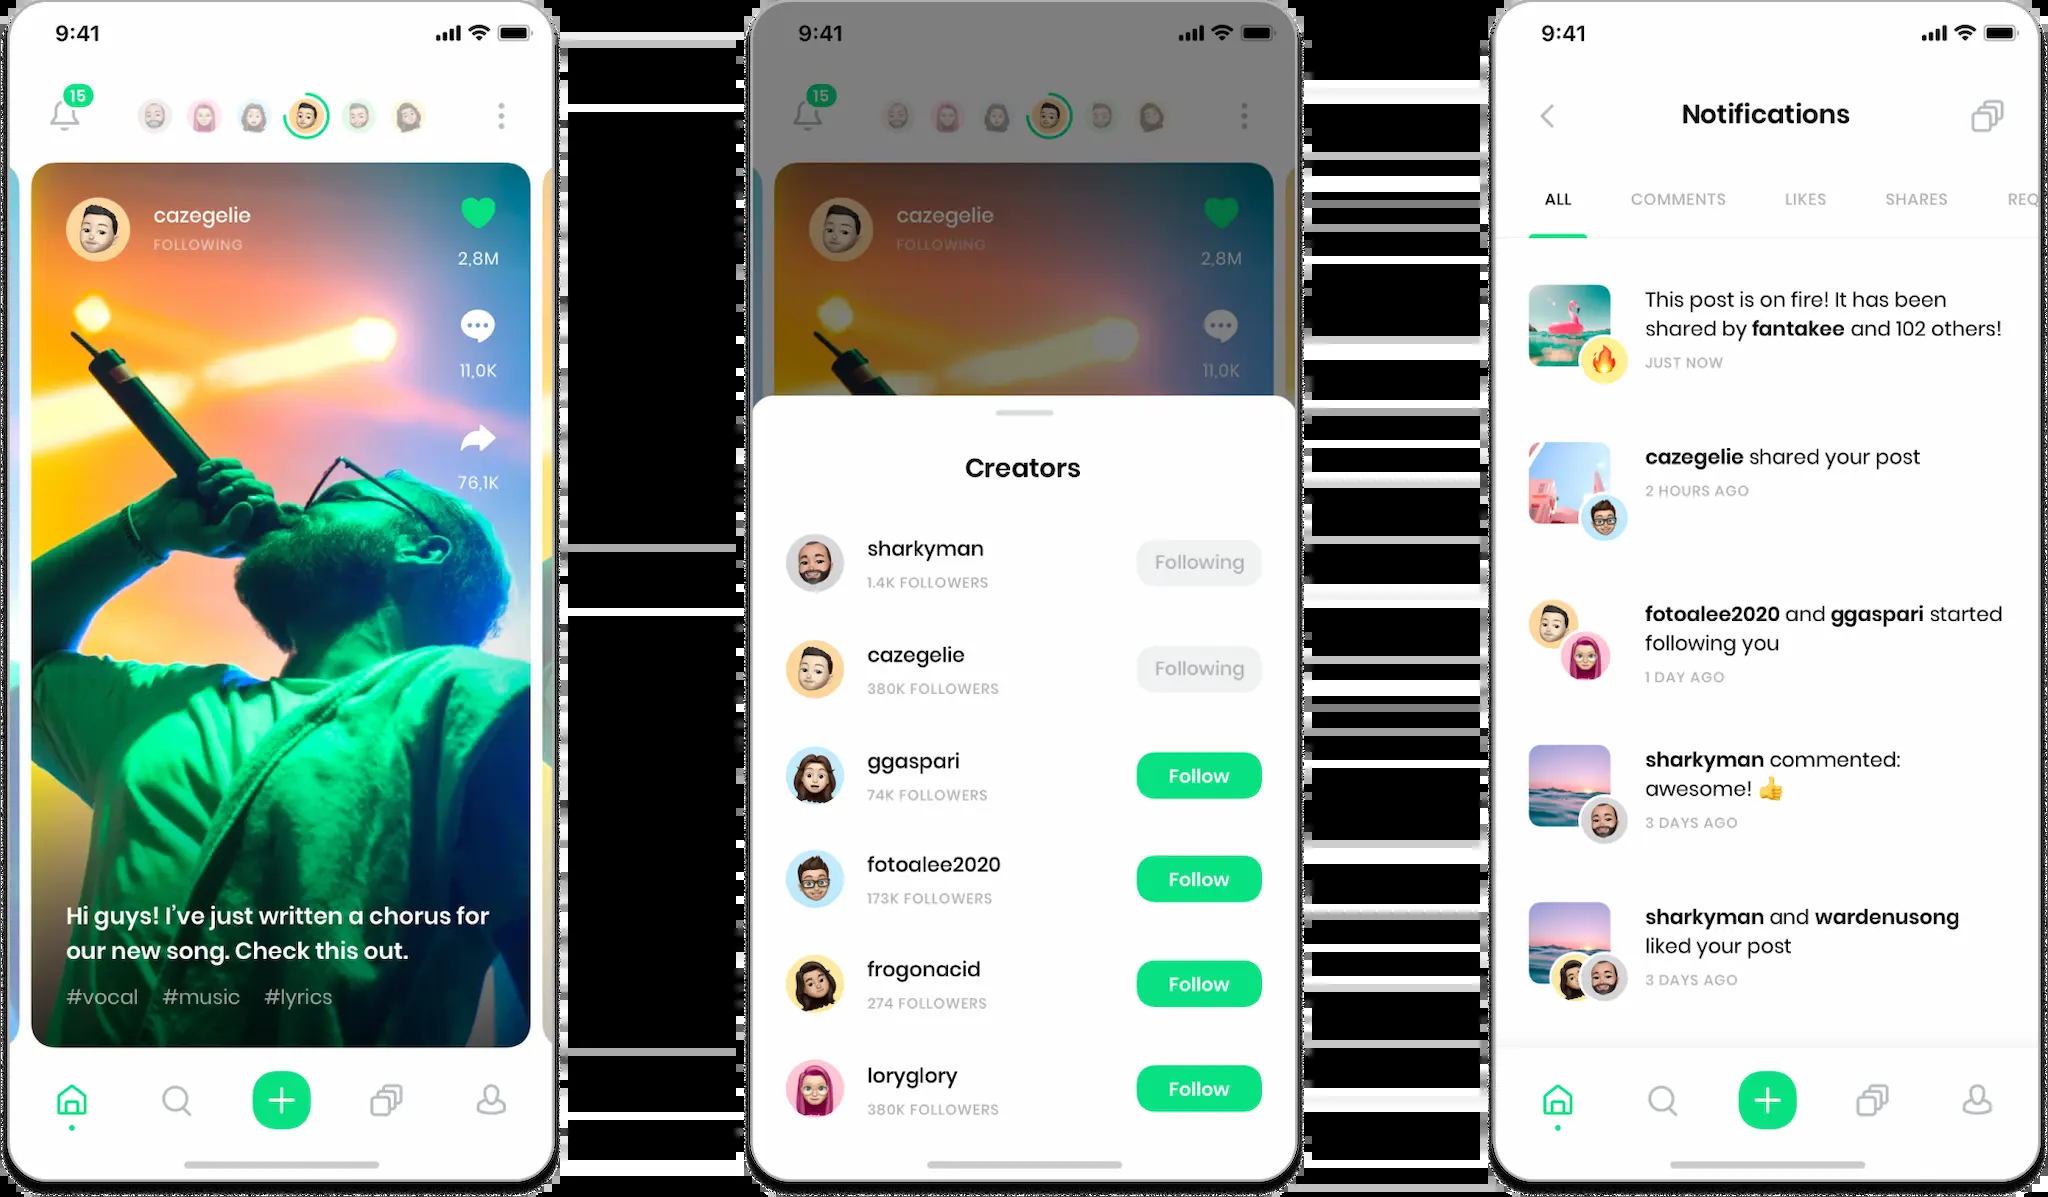 9:41
15
cazegelie
FOLLOWING
2,8M
11,0K
76,1K
Hi guys! I've just written a chorus for
our new song. Check this out.
#vocal #music #lyrics
9:41
15
cazegelie
FOLLOWING
2,8M
11,0K
Creators
sharkyman
1.4K FOLLOWERS
Following
cazegelie
380K FOLLOWERS
Following
ggaspari
74K FOLLOWERS
Follow
fotoalee2020
173K FOLLOWERS
Follow
frogonacid
274 FOLLOWERS
Follow
loryglory
380K FOLLOWERS
Follow
9:41
Notifications
ALL COMMENTS LIKES SHARES REQ
This post is on fire! It has been
shared by fantakee and 102 others!
JUST NOW
cazegelie shared your post
2 HOURS AGO
fotoalee2020 and ggaspari started
following you
1 DAY AGO
sharkyman commented:
awesome! 👍
3 DAYS AGO
sharkyman and wardenusong
liked your post
3 DAYS AGO